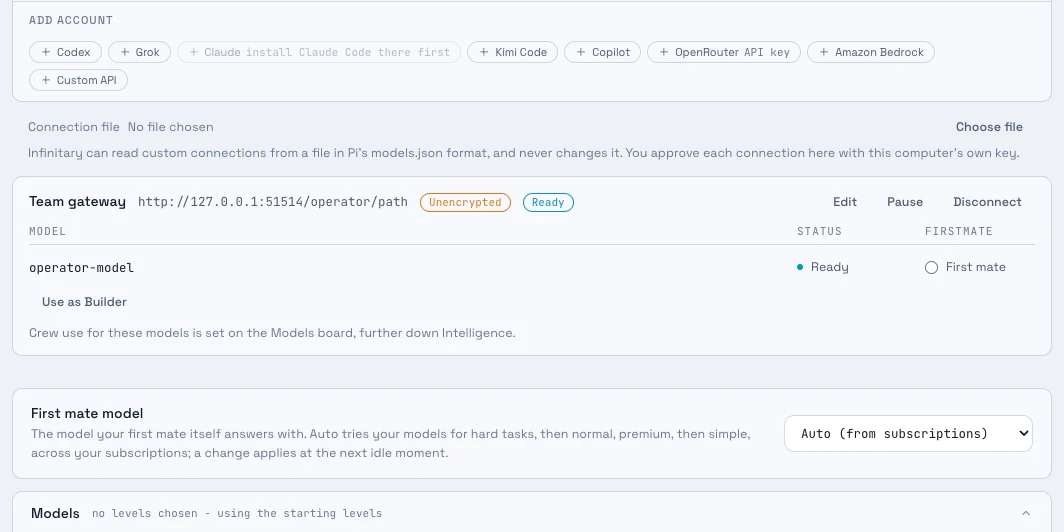 ADD ACCOUNT
+ Codex + Grok + Claude install Claude Code there first + Kimi Code + Copilot + OpenRouter API key + Amazon Bedrock
+ Custom API
Connection file No file chosen Choose file
Infinitary can read custom connections from a file in Pi's models.json format, and never changes it. You approve each connection here with this computer's own key.
Team gateway http://127.0.0.1:51514/operator/path Unencrypted Ready Edit Pause Disconnect
MODEL STATUS FIRSTMATE
operator-model Ready First mate
Use as Builder
Crew use for these models is set on the Models board, further down Intelligence.
First mate model
The model your first mate itself answers with. Auto tries your models for hard tasks, then normal, premium, then simple,
across your subscriptions; a change applies at the next idle moment.
Auto (from subscriptions)
Models no levels chosen - using the starting levels